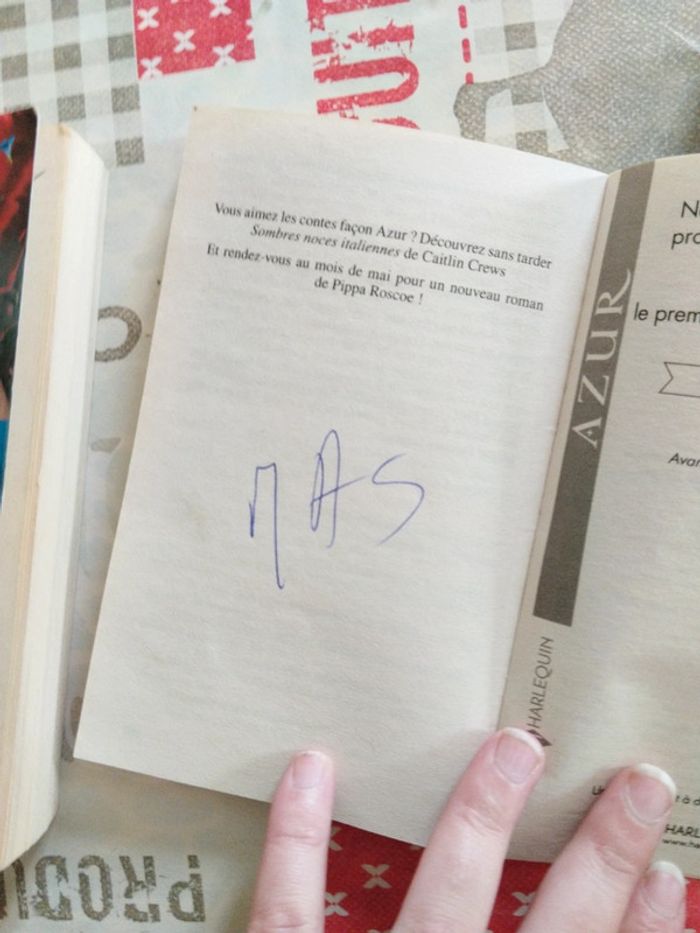 Vous aimez les contes façon Azur ? Découvrez sans tarder
Sombres noces italiennes de Caitlin Crews
Et rendez-vous au mois de mai pour un nouveau roman
de Pippa Roscoe !
MAS
AZUR
HARLEQUIN
le prem
PRODU